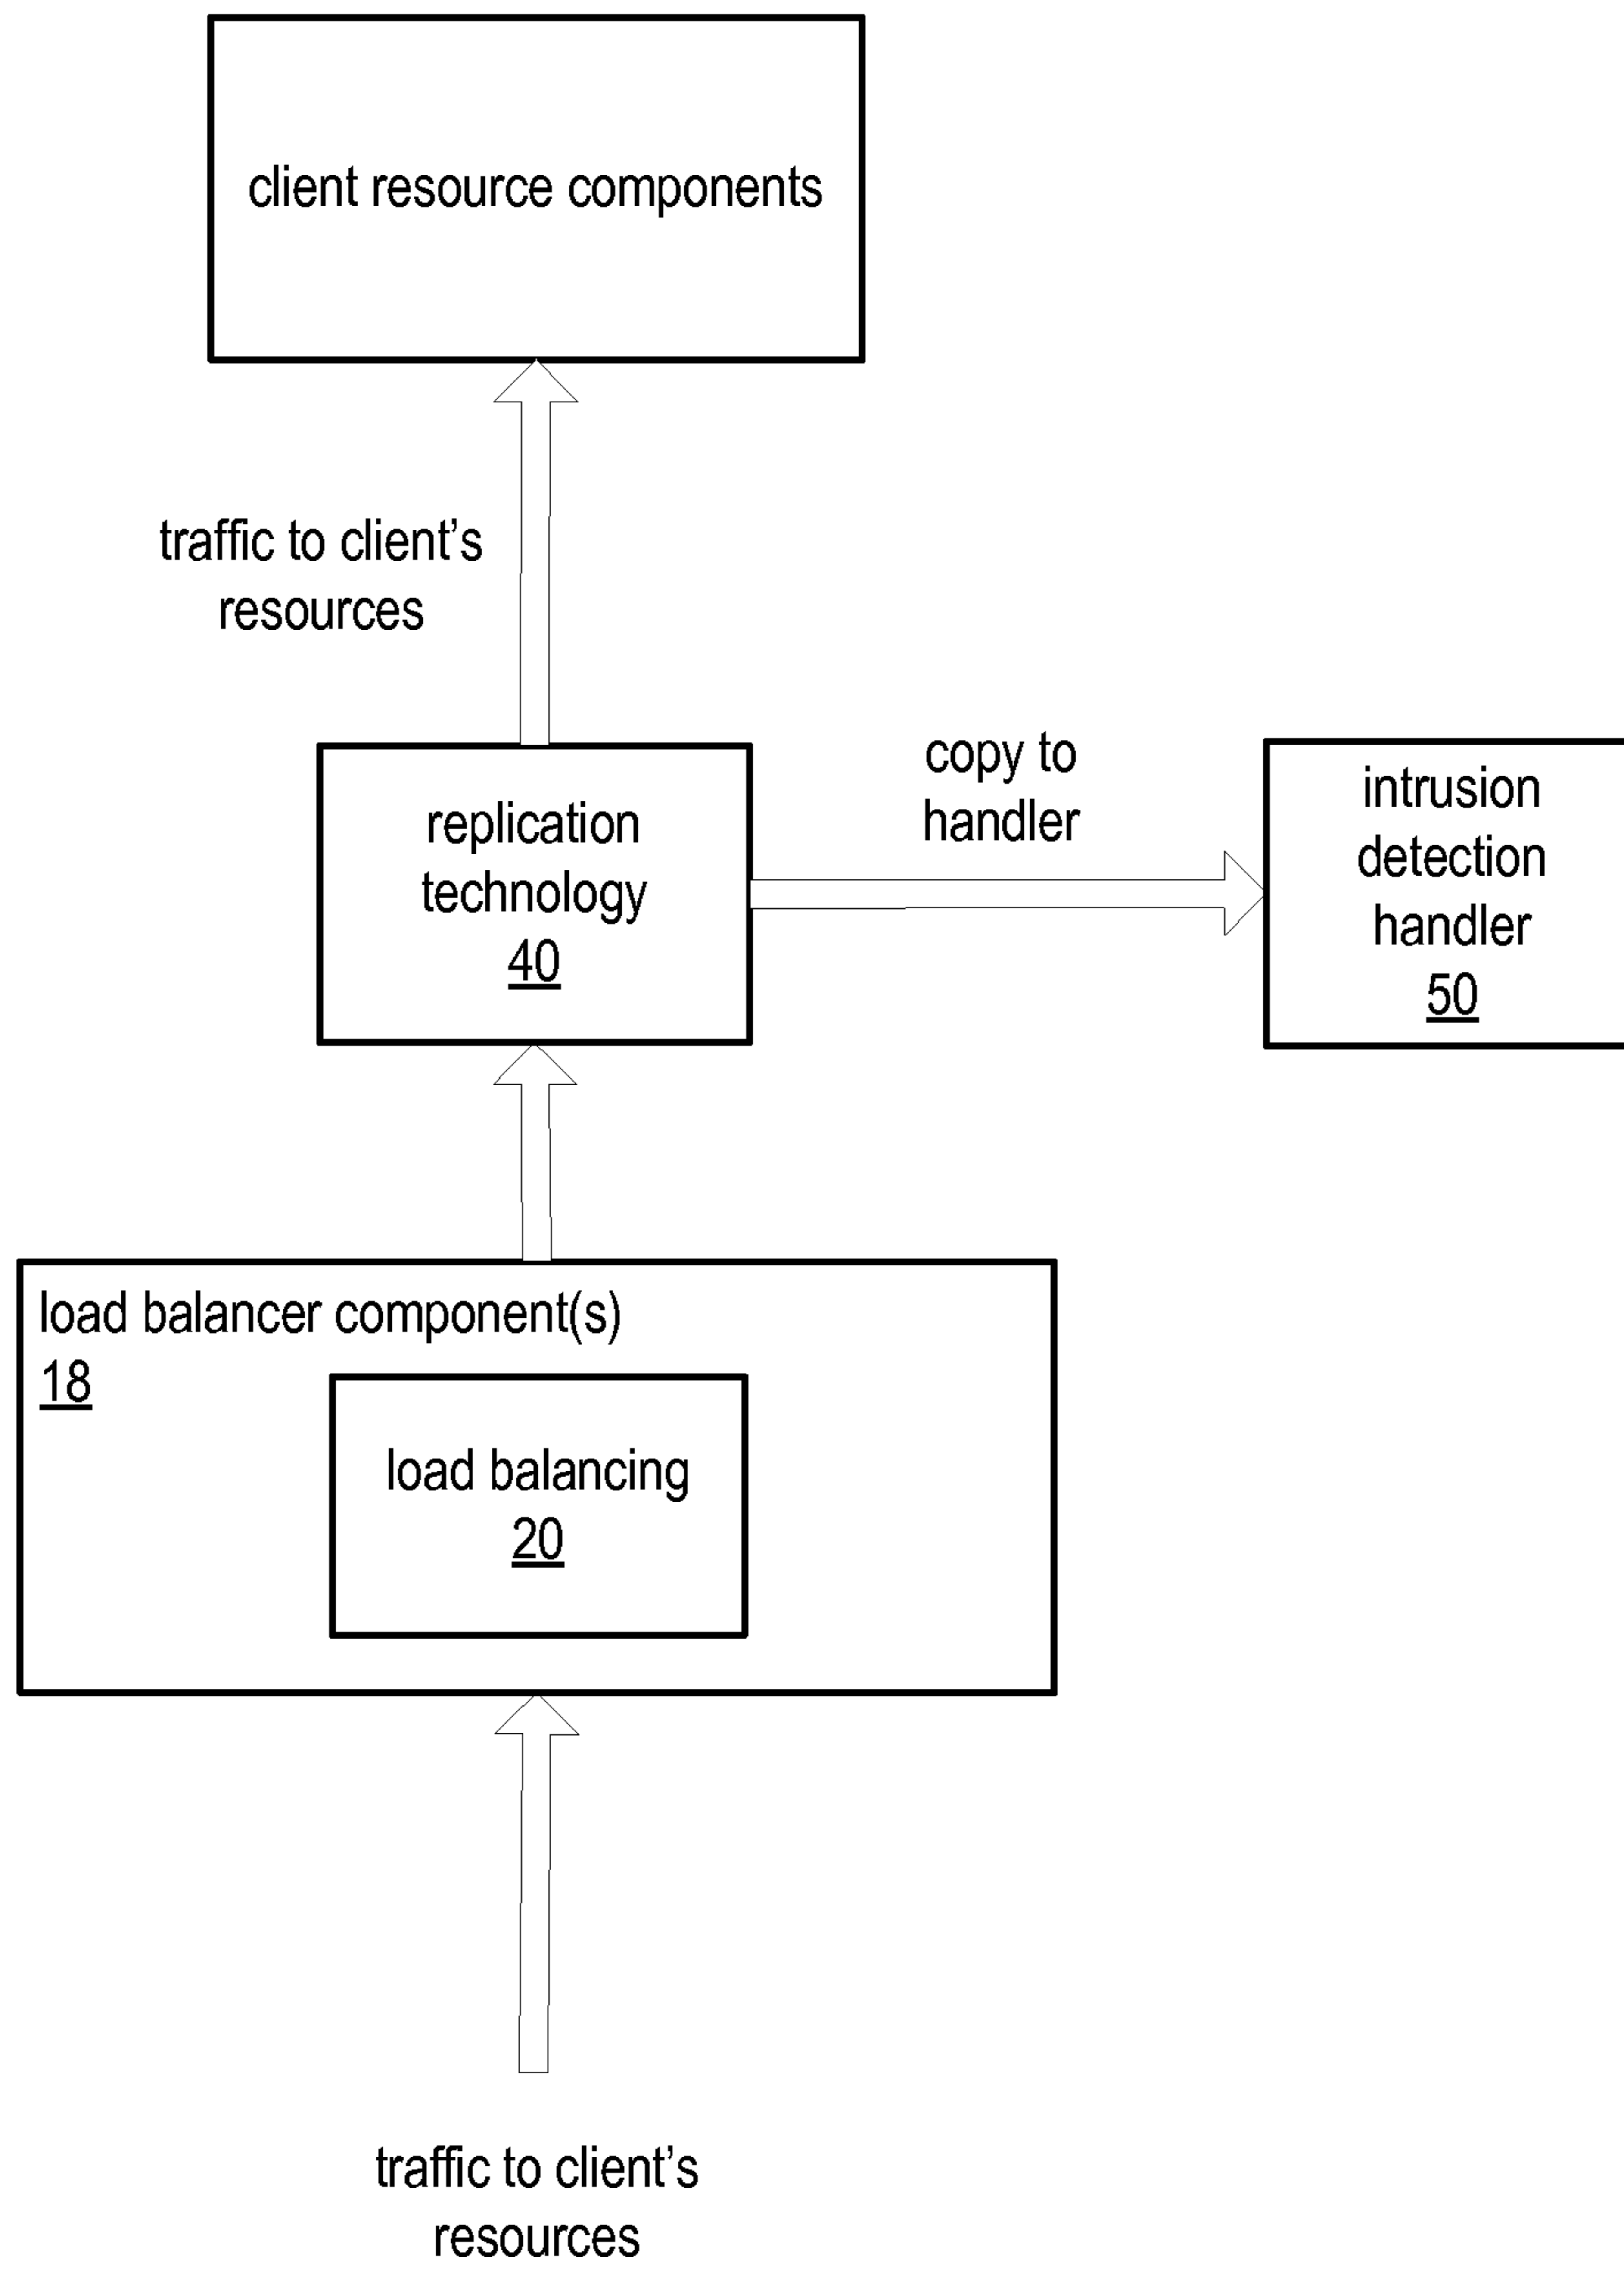 client resource components
traffic to client's
resources
copy to
handler
replication
technology
40
intrusion
detection
handler
50
load balancer component(s)
18
load balancing
20
traffic to client's
resources